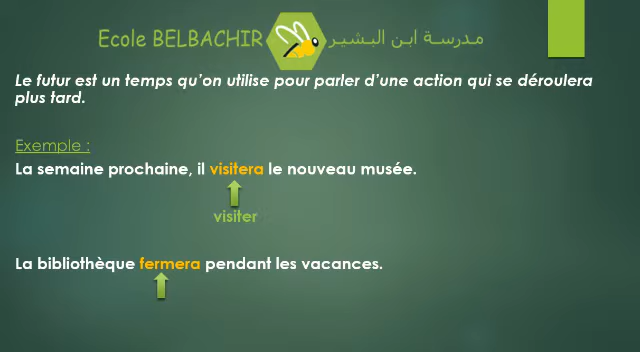 Ecole BELBACHIR مدرسة ابن البشير
Le futur est un temps qu'on utilise pour parler d'une action qui se déroulera
plus tard.
Exemple :
La semaine prochaine, il visitera le nouveau musée.
visiter
La bibliothèque fermera pendant les vacances.